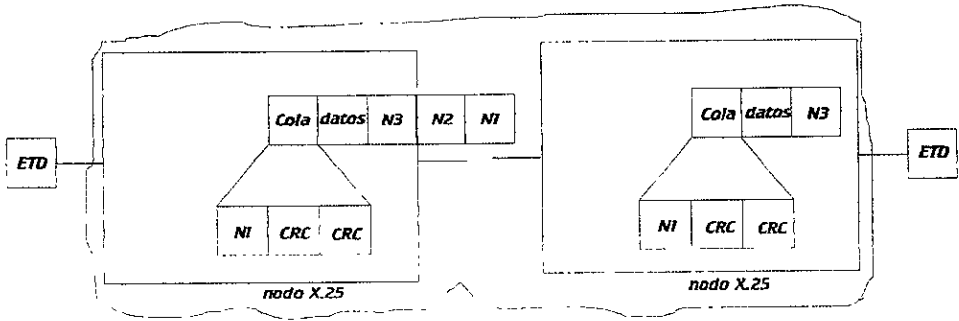 Cola datos N3 N2 N1
Cola datos N3
ETD
ETD
N1 CRC CRC
N1 CRC CRC
nodo X.25
nodo X.25